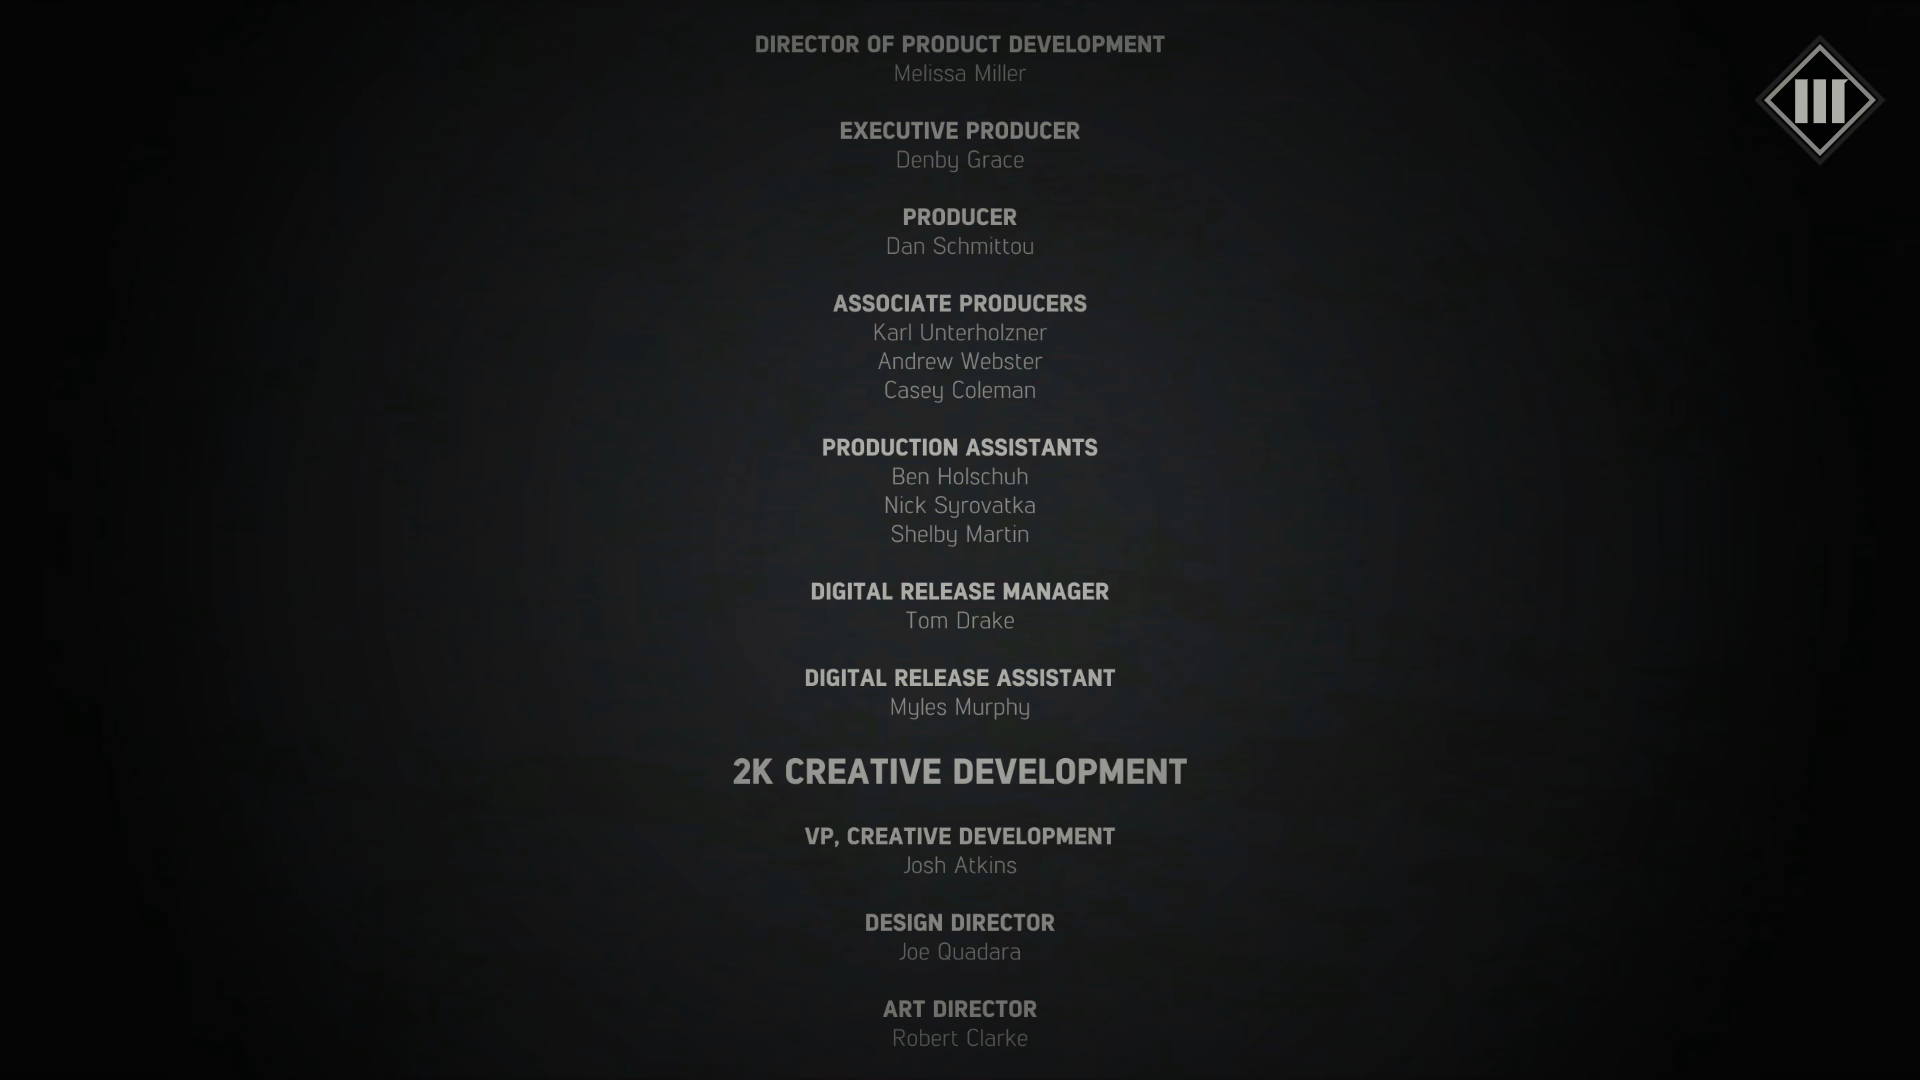 DIRECTOR OF PRODUCT DEVELOPMENT
Melissa Miller
EXECUTIVE PRODUCER
Denby Grace
PRODUCER
Dan Schmittou
ASSOCIATE PRODUCERS
Karl Unterholzner
Andrew Webster
Casey Coleman
PRODUCTION ASSISTANTS
Ben Holschuh
Nick Syrovatka
Shelby Martin
DIGITAL RELEASE MANAGER
Tom Drake
DIGITAL RELEASE ASSISTANT
Myles Murphy
2K CREATIVE DEVELOPMENT
VP, CREATIVE DEVELOPMENT
Josh Atkins
DESIGN DIRECTOR
Joe Quadara
ART DIRECTOR
Robert Clarke
III